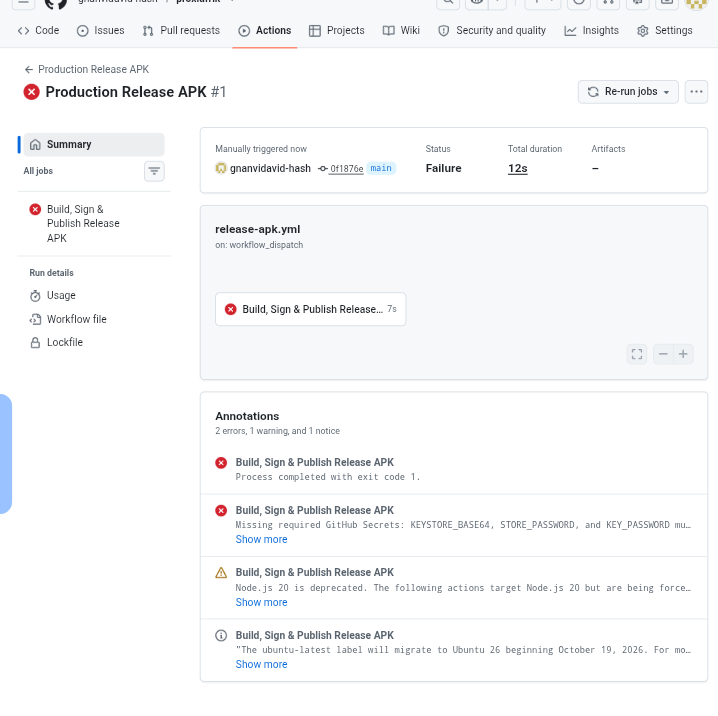 gnanvidavid-hash / proxiamk
Code
Issues
Pull requests
Actions
Projects
Wiki
Security and quality
Insights
Settings
Production Release APK
Production Release APK #1
Re-run jobs
Summary
All jobs
Build, Sign &
Publish Release
APK
Run details
Usage
Workflow file
Lockfile
Manually triggered now
gnanvidavid-hash 0f1876e main
Status
Failure
Total duration
12s
Artifacts
–
release-apk.yml
on: workflow_dispatch
Build, Sign & Publish Release... 7s
Annotations
2 errors, 1 warning, and 1 notice
Build, Sign & Publish Release APK
Process completed with exit code 1.
Build, Sign & Publish Release APK
Missing required GitHub Secrets: KEYSTORE_BASE64, STORE_PASSWORD, and KEY_PASSWORD mu…
Show more
Build, Sign & Publish Release APK
Node.js 20 is deprecated. The following actions target Node.js 20 but are being force…
Show more
Build, Sign & Publish Release APK
"The ubuntu-latest label will migrate to Ubuntu 26 beginning October 19, 2026. For mo…
Show more